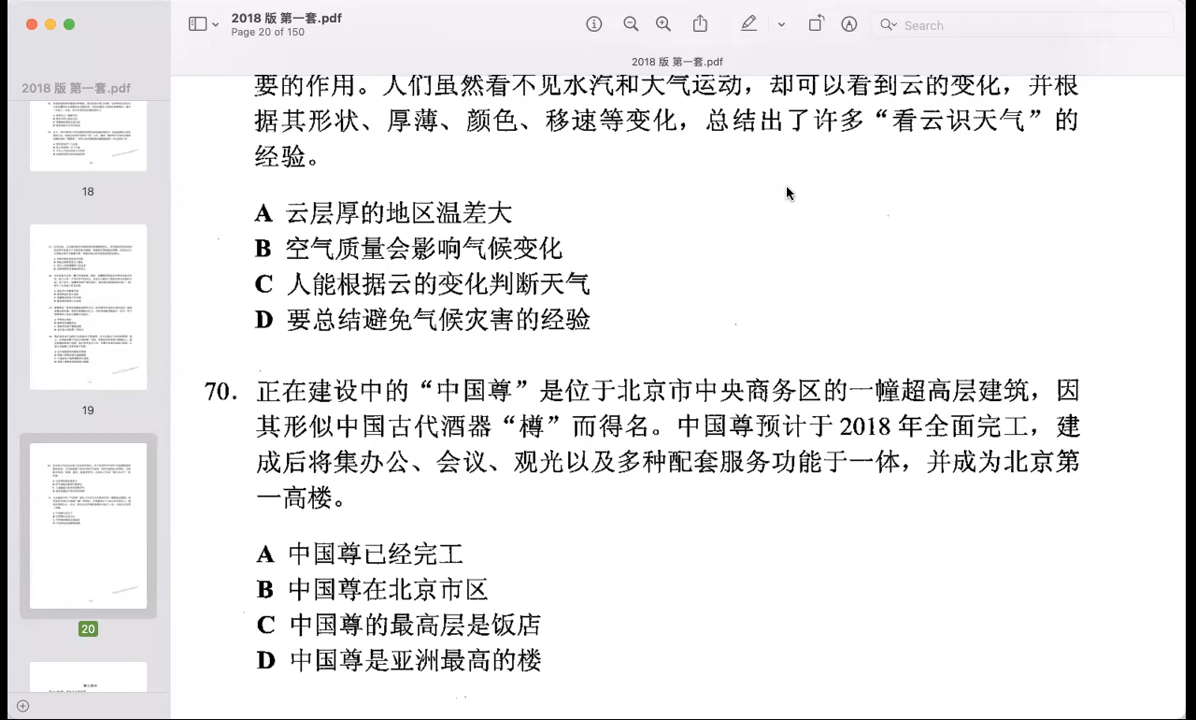 2018 版 第一套.pdf
Page 20 of 150
Search
2018 版 第一套.pdf
2018 版 第一套.pdf
18
19
20
要的作用。人们虽然看不见水汽和大气运动，却可以看到云的变化，并根
据其形状、厚薄、颜色、移速等变化，总结出了许多“看云识天气”的
经验。
A 云层厚的地区温差大
B 空气质量会影响气候变化
C 人能根据云的变化判断天气
D 要总结避免气候灾害的经验
70. 正在建设中的“中国尊”是位于北京市中央商务区的一幢超高层建筑，因
其形似中国古代酒器“樽”而得名。中国尊预计于 2018 年全面完工，建
成后将集办公、会议、观光以及多种配套服务功能于一体，并成为北京第
一高楼。
A 中国尊已经完工
B 中国尊在北京市区
C 中国尊的最高层是饭店
D 中国尊是亚洲最高的楼